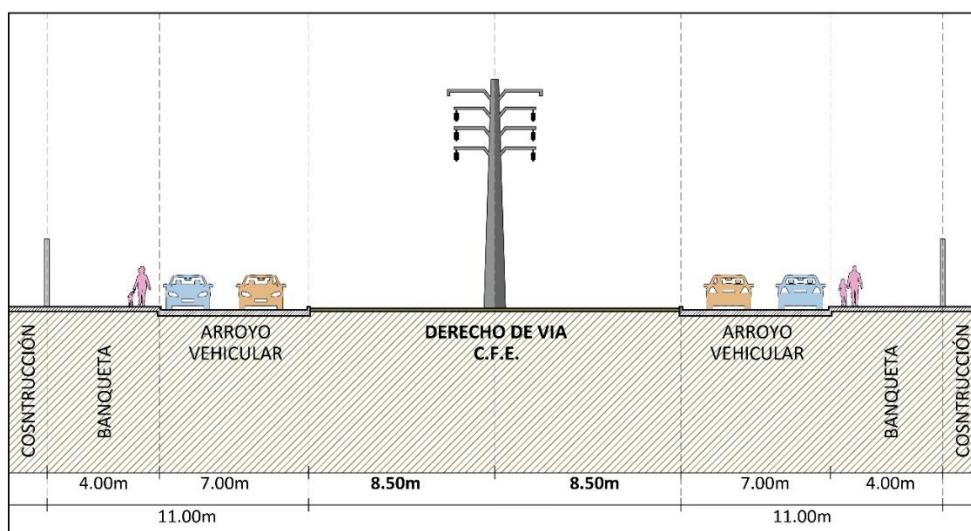 COSNTRUCCIÓN
BANQUETA
ARROYO
VEHICULAR
DERECHO DE VIA
C.F.E.
ARROYO
VEHICULAR
BANQUETA
COSNTRUCCIÓN
4.00m 7.00m 8.50m 8.50m 7.00m 4.00m
11.00m 11.00m